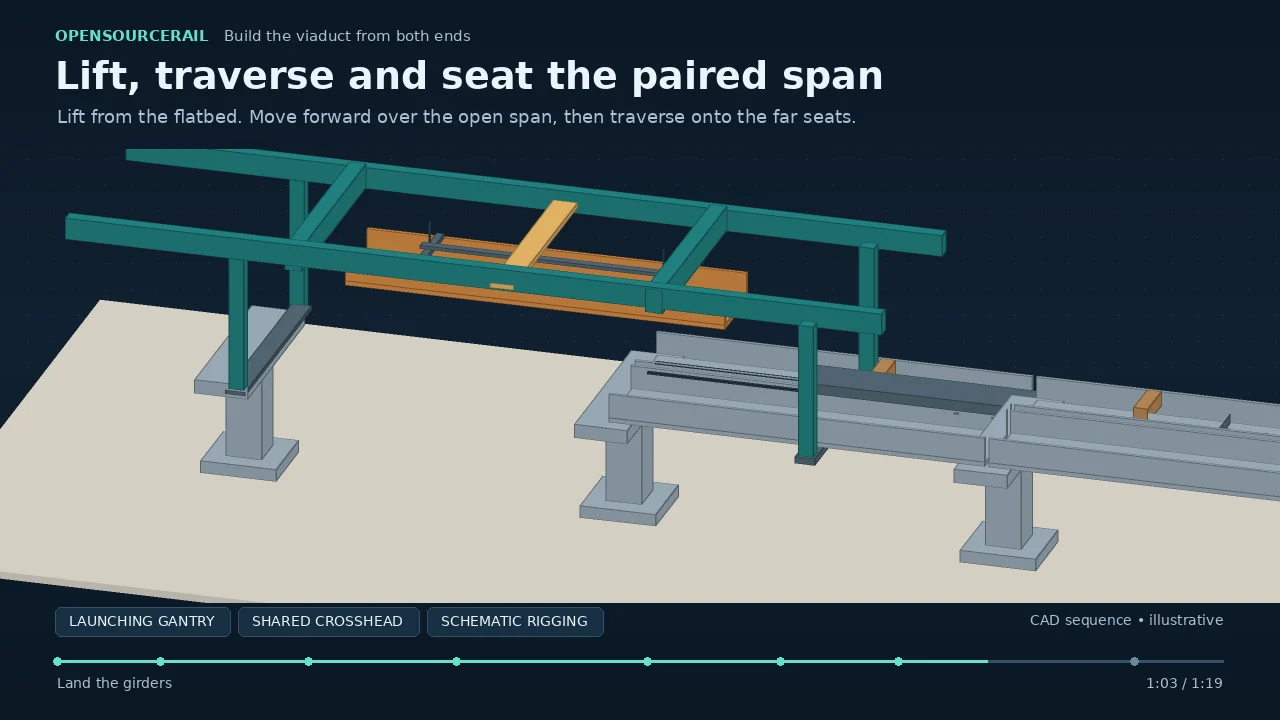 OPENSOURCERAIL Build the viaduct from both ends
Lift, traverse and seat the paired span
Lift from the flatbed. Move forward over the open span, then traverse onto the far seats.
LAUNCHING GANTRY SHARED CROSSHEAD SCHEMATIC RIGGING CAD sequence • illustrative
Land the girders 1:03 / 1:19